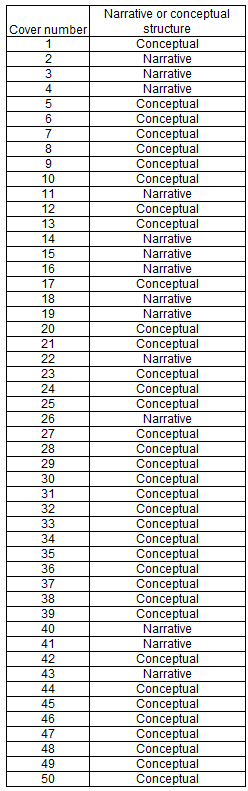 Cover number Narrative or conceptual structure
1 Conceptual
2 Narrative
3 Narrative
4 Narrative
5 Conceptual
6 Conceptual
7 Conceptual
8 Conceptual
9 Conceptual
10 Conceptual
11 Narrative
12 Conceptual
13 Conceptual
14 Narrative
15 Narrative
16 Narrative
17 Conceptual
18 Narrative
19 Narrative
20 Conceptual
21 Conceptual
22 Narrative
23 Conceptual
24 Conceptual
25 Conceptual
26 Narrative
27 Conceptual
28 Conceptual
29 Conceptual
30 Conceptual
31 Conceptual
32 Conceptual
33 Conceptual
34 Conceptual
35 Conceptual
36 Conceptual
37 Conceptual
38 Conceptual
39 Conceptual
40 Narrative
41 Narrative
42 Conceptual
43 Narrative
44 Conceptual
45 Conceptual
46 Conceptual
47 Conceptual
48 Conceptual
49 Conceptual
50 Conceptual